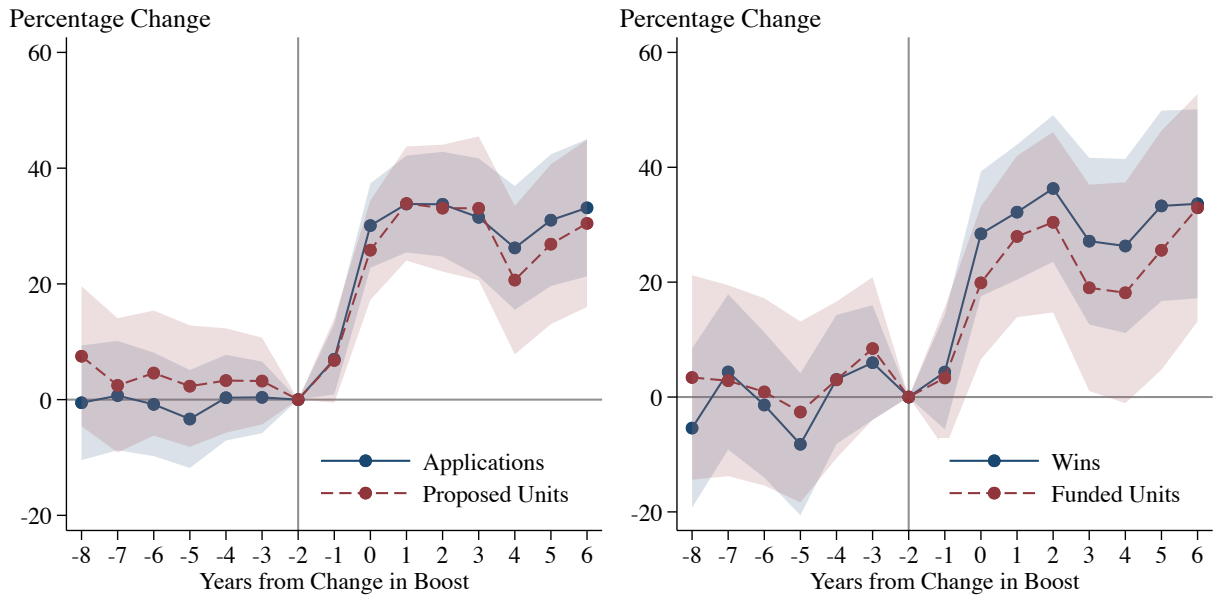 Percentage Change
60
40
20
0
-20
Applications
Proposed Units
-8 -7 -6 -5 -4 -3 -2 -1 0 1 2 3 4 5 6
Years from Change in Boost
Percentage Change
60
40
20
0
-20
Wins
Funded Units
-8 -7 -6 -5 -4 -3 -2 -1 0 1 2 3 4 5 6
Years from Change in Boost